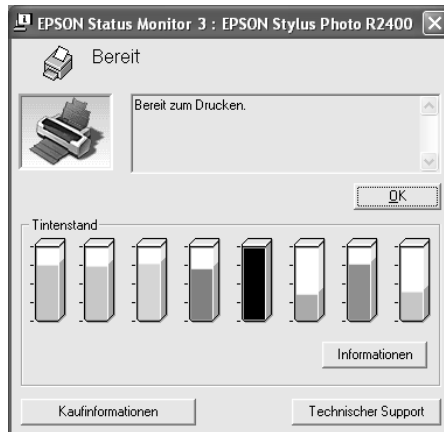 EPSON Status Monitor 3 : EPSON Stylus Photo R2400
Bereit
Bereit zum Drucken.
OK
Tintenstand
Informationen
Kaufinformationen
Technischer Support